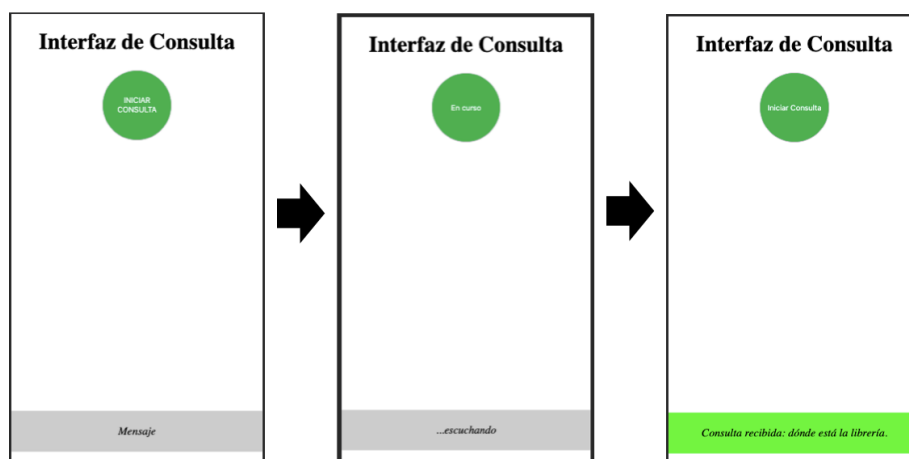 Interfaz de Consulta
INICIAR
CONSULTA
Mensaje
Interfaz de Consulta
En curso
...escuchando
Interfaz de Consulta
Iniciar Consulta
Consulta recibida: dónde está la librería.